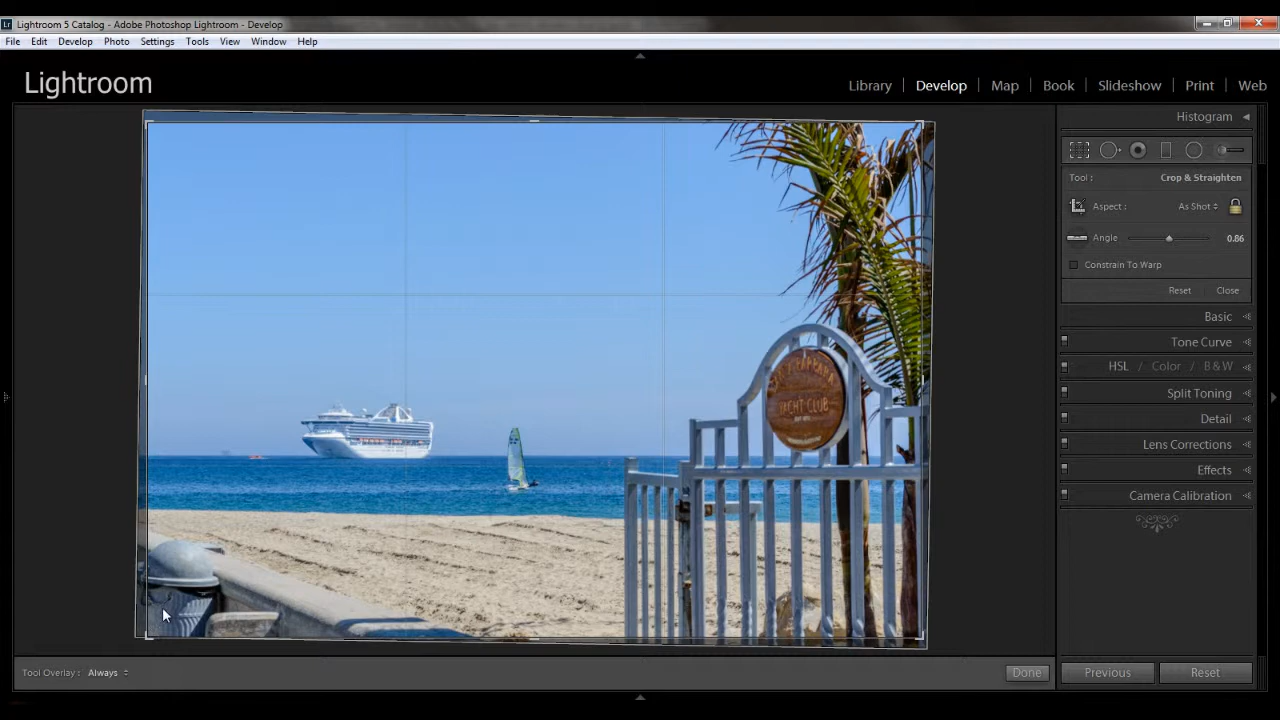 Lr Lightroom 5 Catalog - Adobe Photoshop Lightroom - Develop
File Edit Develop Photo Settings Tools View Window Help
Lightroom
Library Develop Map Book Slideshow Print Web
Histogram
Tool : Crop & Straighten
Aspect : As Shot
Angle 0.86
Constrain To Warp
Reset Close
Basic
Tone Curve
HSL / Color / B & W
YACHT CLUB
Split Toning
Detail
Lens Corrections
Effects
Camera Calibration
Tool Overlay : Always
Done
Previous Reset